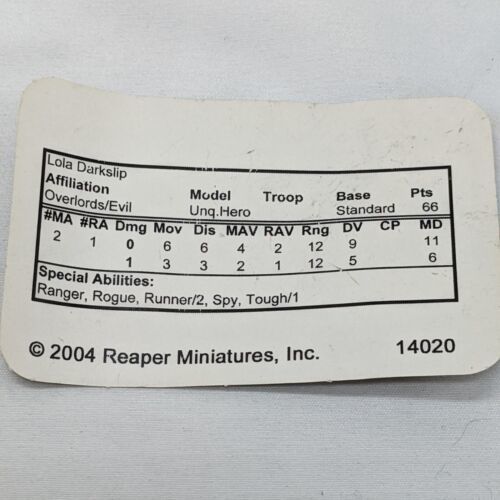 Lola Darkslip
Affiliation Model Troop Base Pts
Overlords/Evil Unq.Hero Standard 66
#MA #RA Dmg Mov Dis MAV RAV Rng DV CP MD
2 1 0 6 6 4 2 12 9 11
1 3 3 2 1 12 5 6
Special Abilities:
Ranger, Rogue, Runner/2, Spy, Tough/1
© 2004 Reaper Miniatures, Inc. 14020